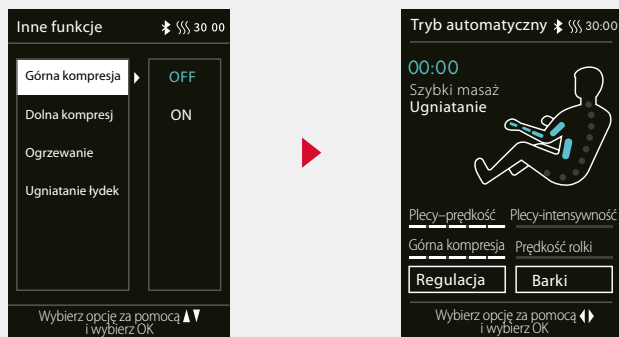 Inne funkcje 30 00
Górna kompresja OFF
Dolna kompresj ON
Ogrzewanie
Ugniatanie łydek
Wybierz opcję za pomocą
i wybierz OK
Tryb automatyczny 30:00
00:00
Szybki masaż
Ugniatanie
Plecy–prędkość Plecy-intensywność
Górna kompresja Prędkość rolki
Regulacja Barki
Wybierz opcję za pomocą
i wybierz OK